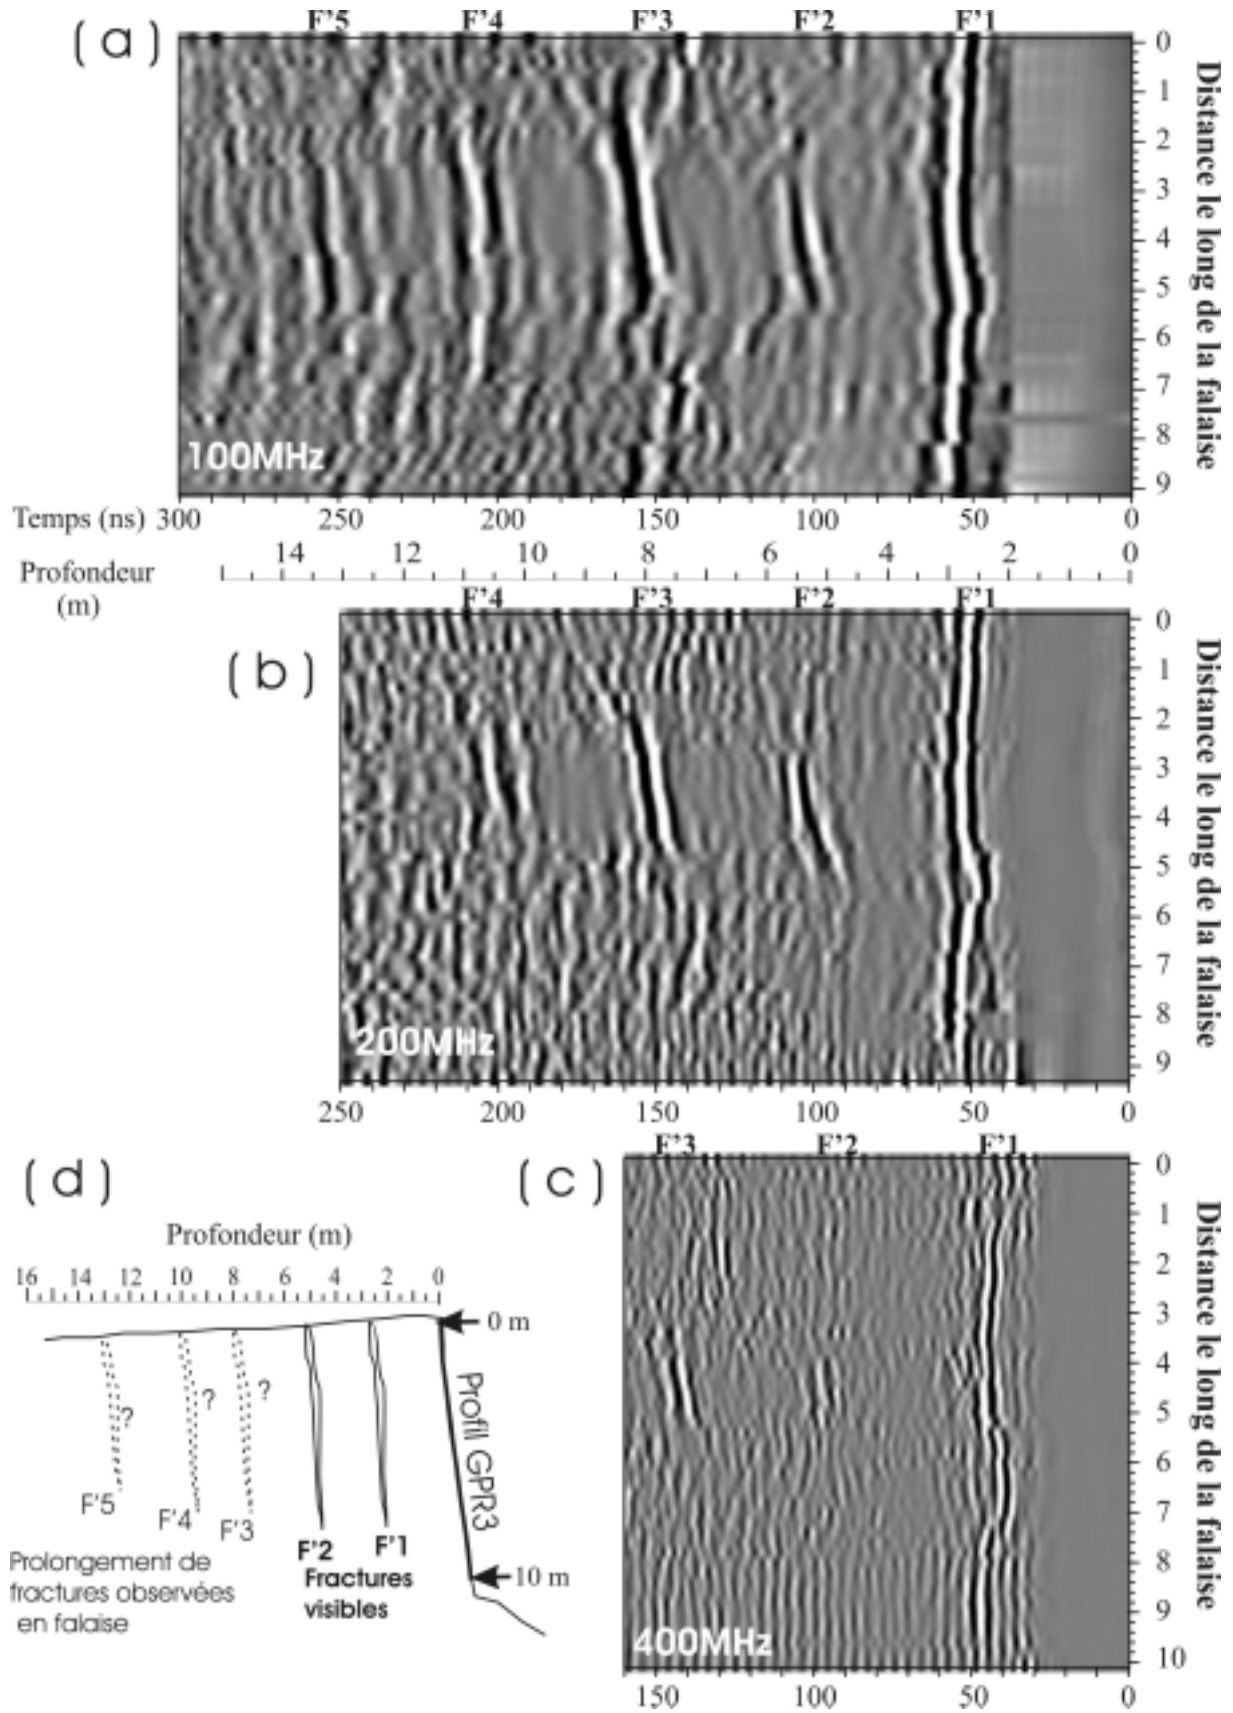 (a)
F'5 F'4 F'3 F'2 F'1
0
1
2
3
4
5
6
7
8
9
Distance le long de la falaise
100MHz
Temps (ns) 300 250 200 150 100 50 0
Profondeur (m) 14 12 10 8 6 4 2 0
(b)
F'4 F'3 F'2 F'1
0
1
2
3
4
5
6
7
8
9
Distance le long de la falaise
200MHz
250 200 150 100 50 0
(c)
F'3 F'2 F'1
0
1
2
3
4
5
6
7
8
9
10
Distance le long de la falaise
400MHz
150 100 50 0
(d)
Profondeur (m)
16 14 12 10 8 6 4 2 0
0 m
? ? ?
Profil GPR3
F'5 F'4 F'3 F'2 F'1
10 m
Prolongement de
fractures observées
en falaise
Fractures
visibles